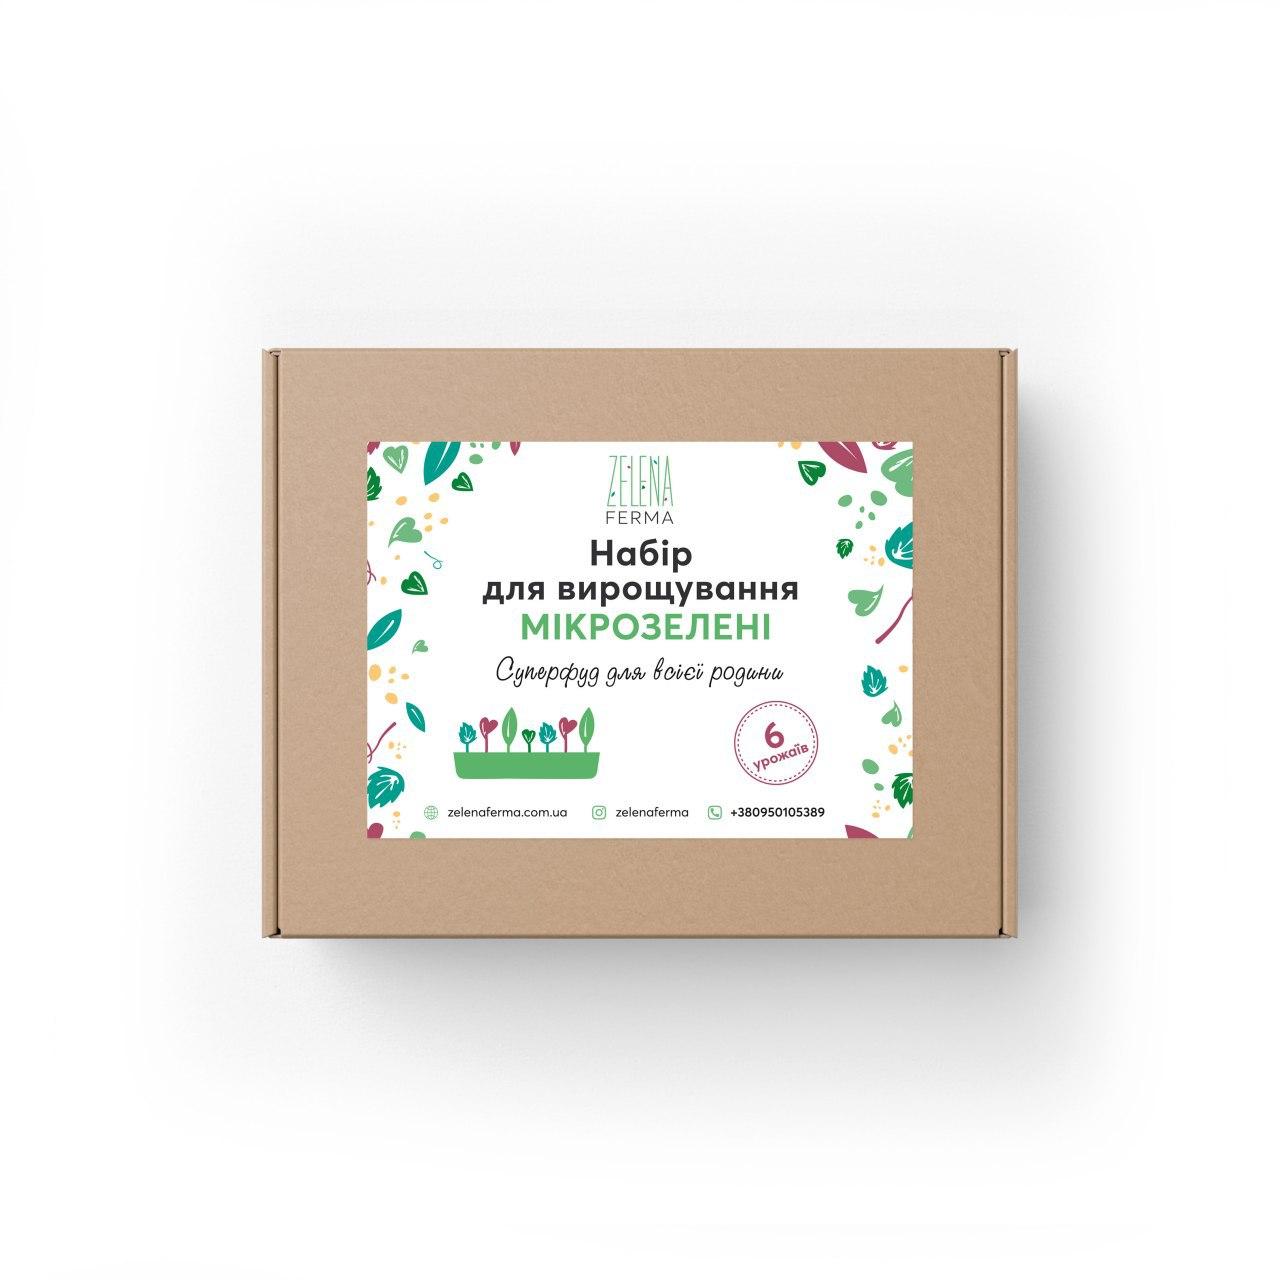 ZELENA
FERMA
Набір
для вирощування
МІКРОЗЕЛЕНІ
Суперфуд для всієї родини
6
урожаїв
zelenaferma.com.ua
zelenaferma
+380950105389